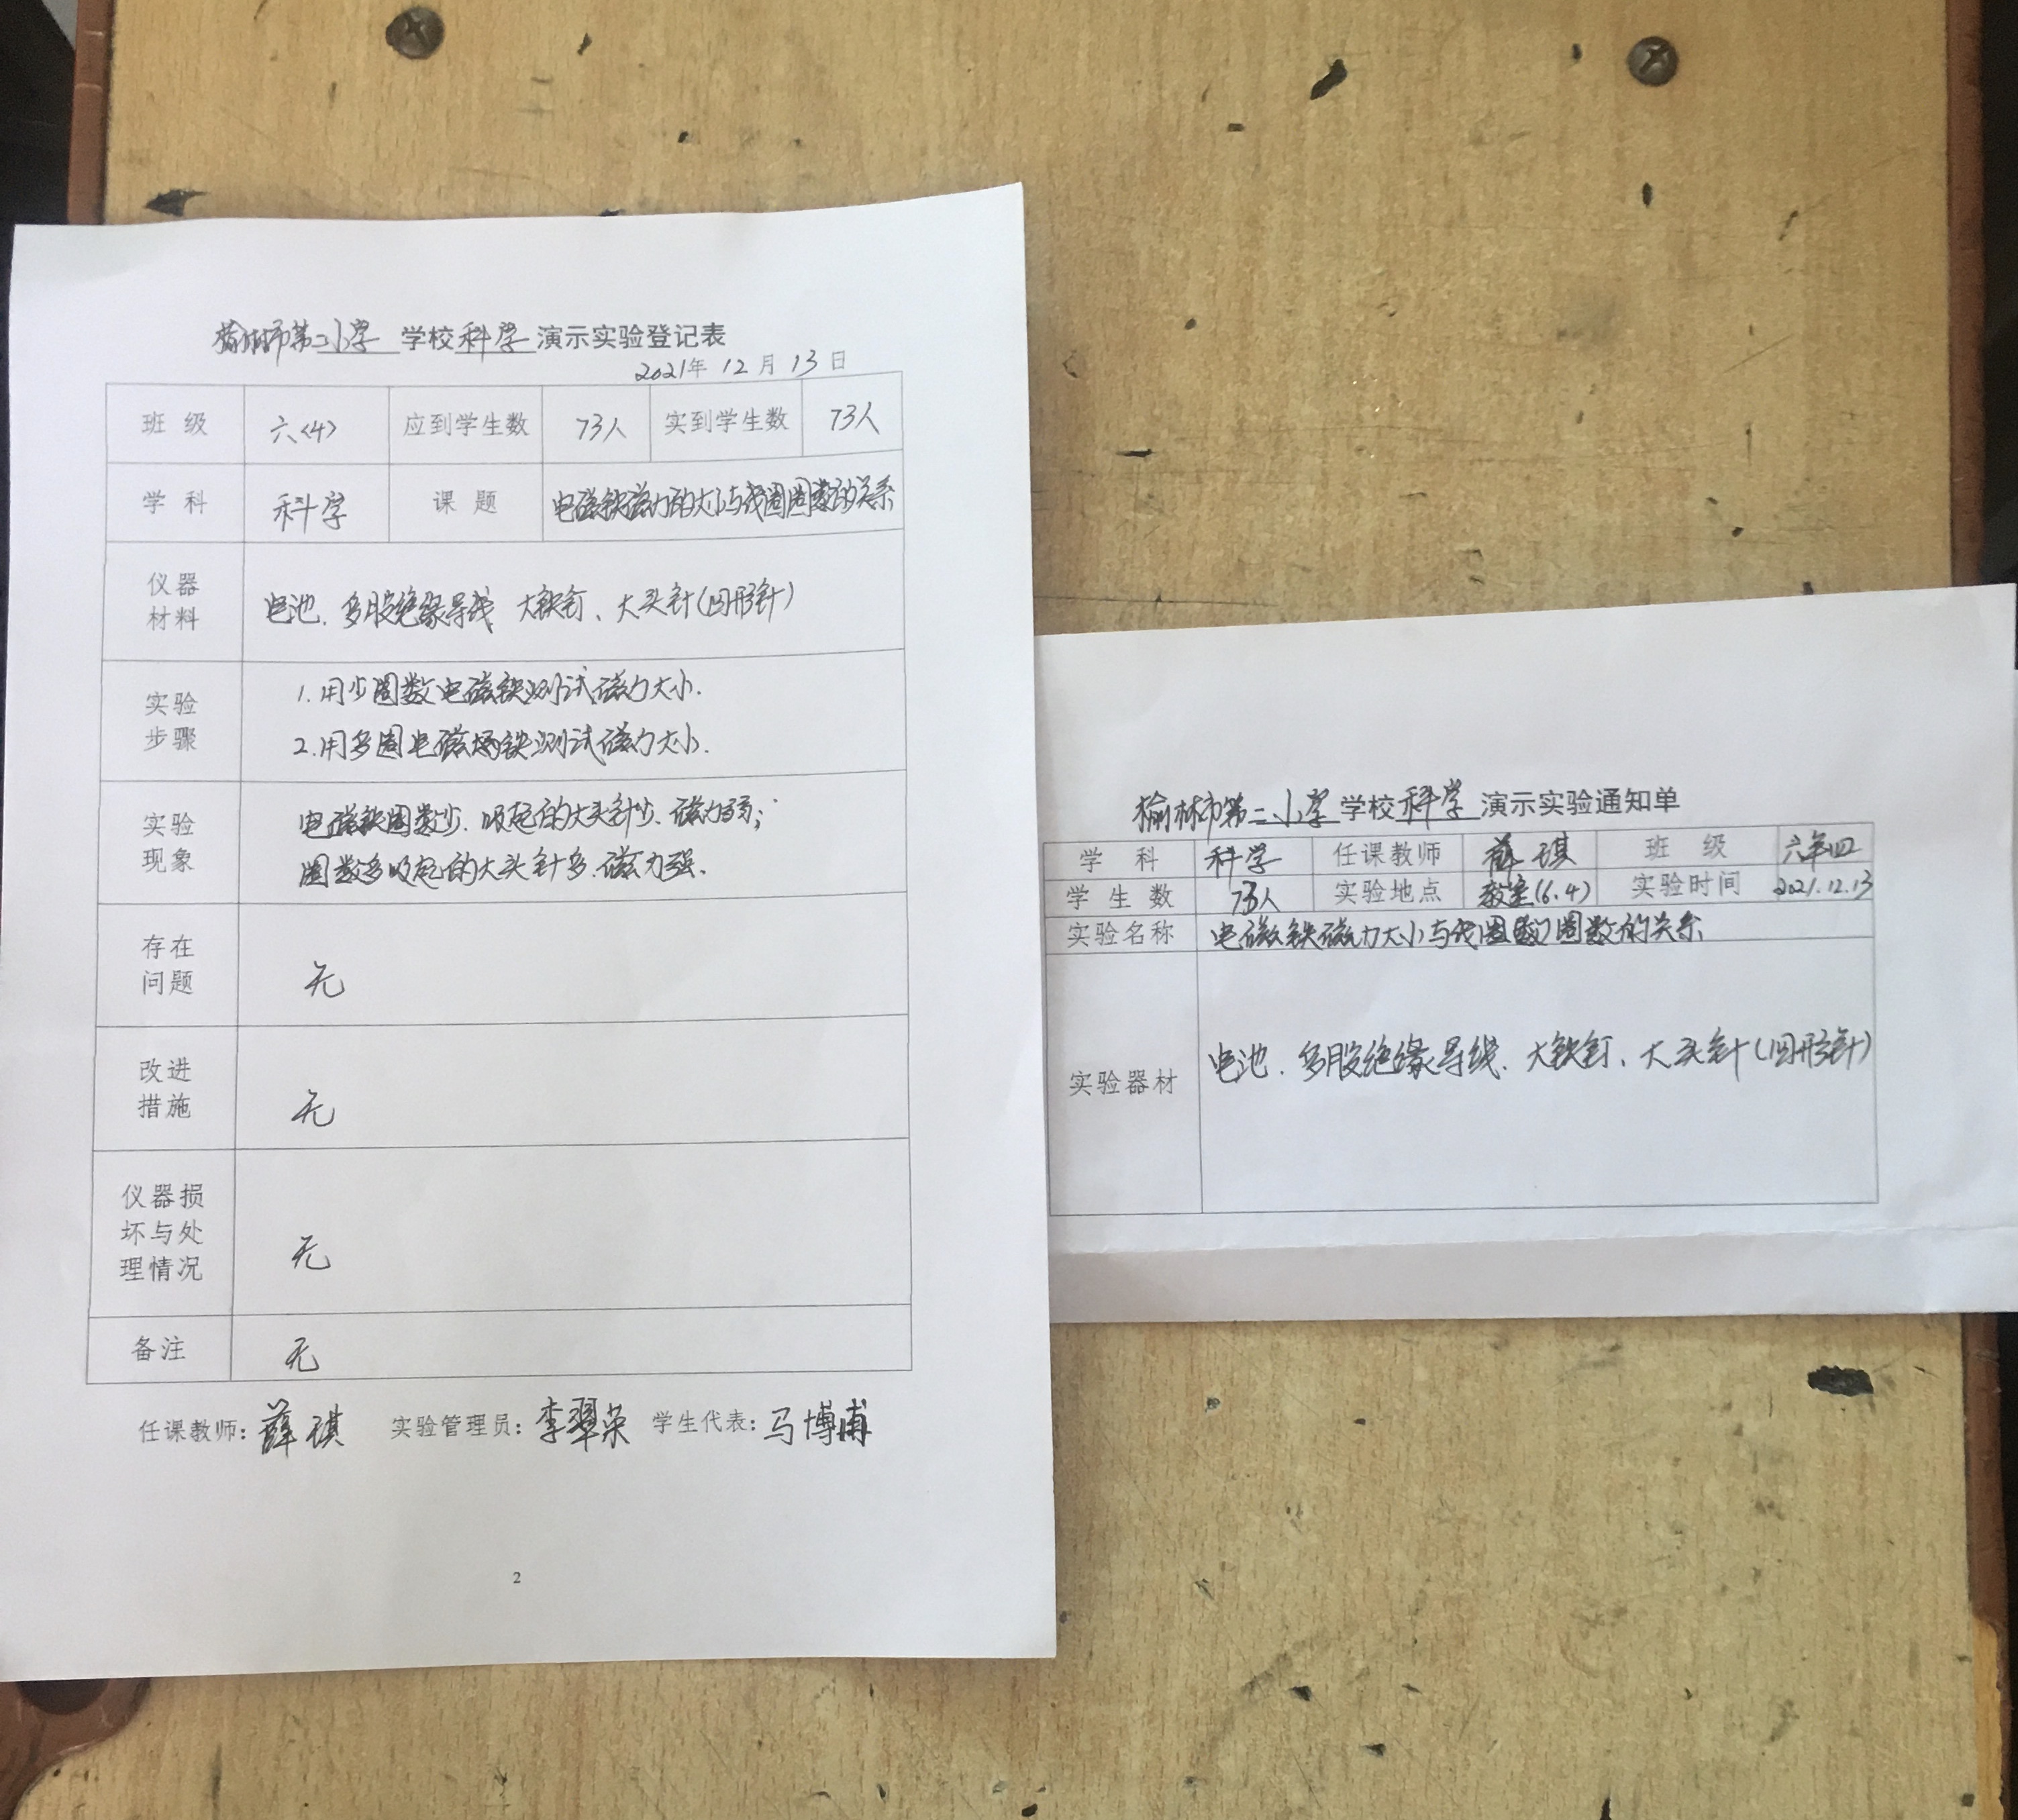 榆林市第二小学 学校 科学 演示实验登记表
2021年 12 月 13 日
班 级 六<4> 应到学生数 73人 实到学生数 73人
学 科 科学 课 题 电磁铁磁力的大小与线圈圈数的关系
仪器
材料
电池、多股绝缘导线 大铁钉、大头针(回形针)
实验
步骤
1.用少圈数电磁铁测试磁力大小.
2.用多圈电磁铁测试磁力大小.
实验
现象
电磁铁圈数少、吸起的大头针少、磁力弱;
圈数多吸起的大头针多、磁力强.
存在
问题
无
改进
措施
无
仪器损
坏与处
理情况
无
备注 无
任课教师: 薛琪 实验管理员: 李翠荣 学生代表: 马博甫
2
榆林市第二小学 学校 科学 演示实验通知单
学 科 科学 任课教师 薛琪 班 级 六年四
学 生 数 73人 实验地点 教室(6.4) 实验时间 2021.12.13
实验名称 电磁铁磁力大小与线圈圈数的关系
实验器材 电池、多股绝缘导线、大铁钉、大头针(回形针)